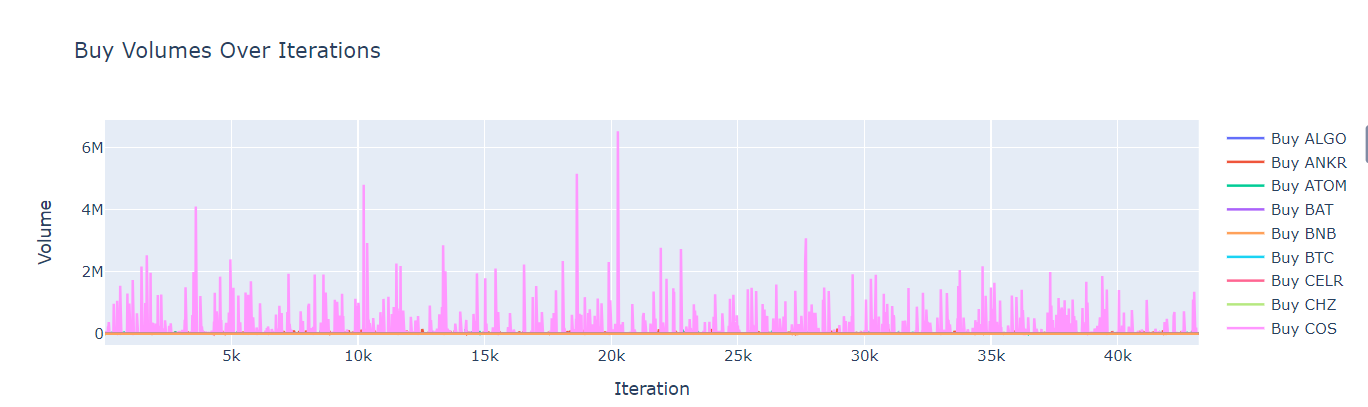 Buy Volumes Over Iterations
6M
4M
2M
0
Volume
5k
10k
15k
20k
25k
30k
35k
40k
Iteration
Buy ALGO
Buy ANKR
Buy ATOM
Buy BAT
Buy BNB
Buy BTC
Buy CELR
Buy CHZ
Buy COS